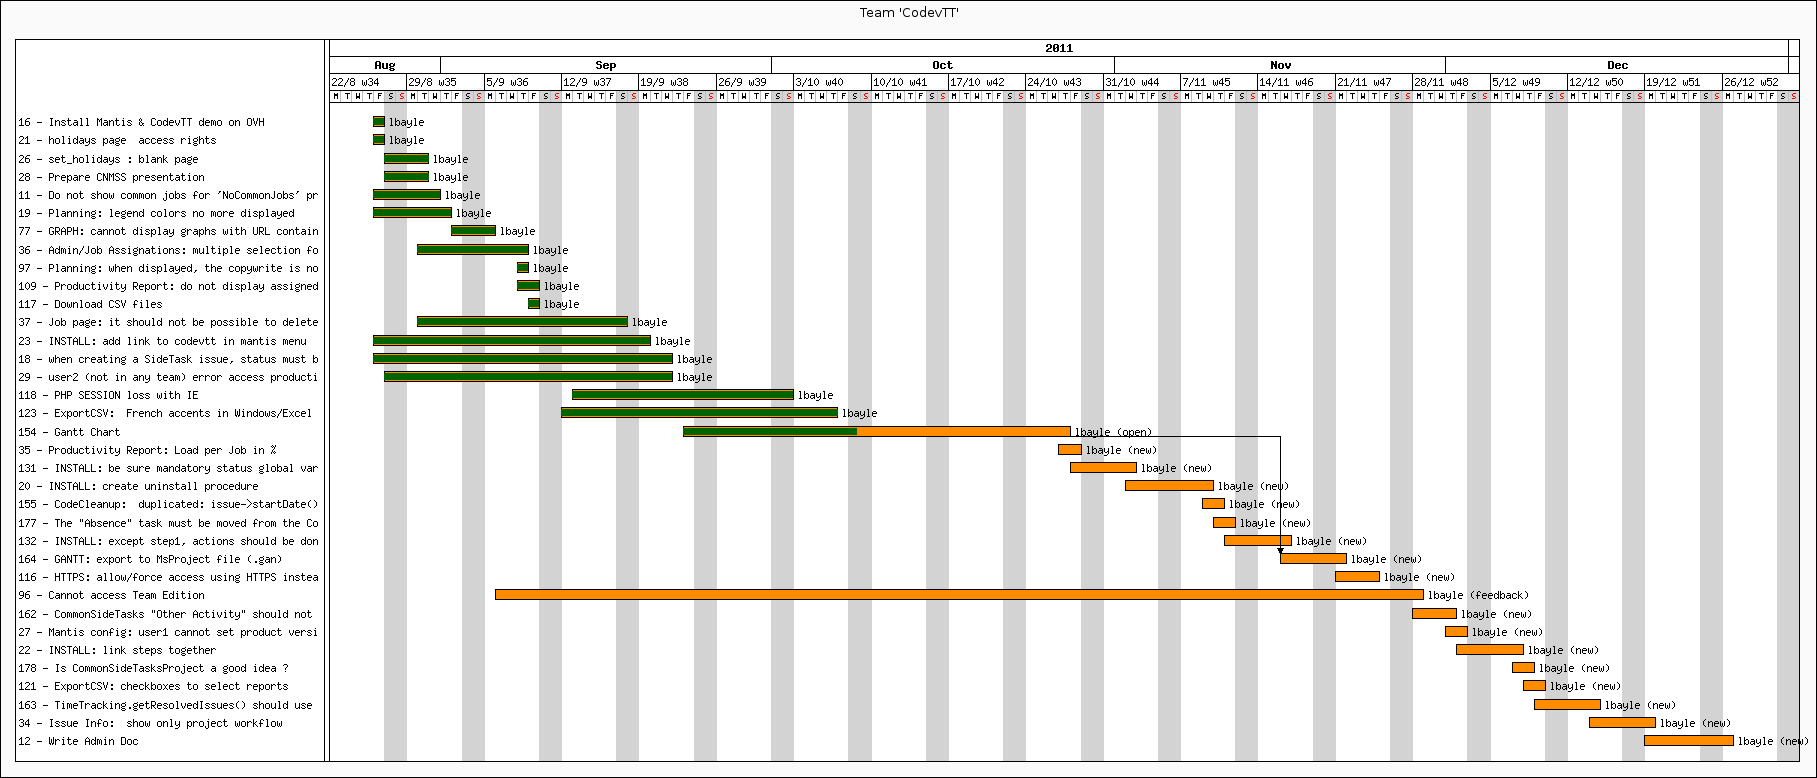 Team 'CodevTT'
2011
Aug Sep Oct Nov Dec
22/8 w34 29/8 w35 5/9 w36 12/9 w37 19/9 w38 26/9 w39 3/10 w40 10/10 w41 17/10 w42 24/10 w43 31/10 w44 7/11 w45 14/11 w46 21/11 w47 28/11 w48 5/12 w49 12/12 w50 19/12 w51 26/12 w52
M T W T F S S M T W T F S S M T W T F S S M T W T F S S M T W T F S S M T W T F S S M T W T F S S M T W T F S S M T W T F S S M T W T F S S M T W T F S S M T W T F S S M T W T F S S M T W T F S S M T W T F S S M T W T F S S M T W T F S S M T W T F S S M T W T F S S
16 - Install Mantis & CodevTT demo on OVH lbayle
21 - holidays page access rights lbayle
26 - set_holidays : blank page lbayle
28 - Prepare CNMSS presentation lbayle
11 - Do not show common jobs for 'NoCommonJobs' pr lbayle
19 - Planning: legend colors no more displayed lbayle
77 - GRAPH: cannot display graphs with URL contain lbayle
36 - Admin/Job Assignations: multiple selection fo lbayle
97 - Planning: when displayed, the copywrite is no lbayle
109 - Productivity Report: do not display assigned lbayle
117 - Download CSV files lbayle
37 - Job page: it should not be possible to delete lbayle
23 - INSTALL: add link to codevtt in mantis menu lbayle
18 - when creating a SideTask issue, status must b lbayle
29 - user2 (not in any team) error access producti lbayle
118 - PHP SESSION loss with IE lbayle
123 - ExportCSV: French accents in Windows/Excel lbayle
154 - Gantt Chart lbayle (open)
35 - Productivity Report: Load per Job in % lbayle (new)
131 - INSTALL: be sure mandatory status global var lbayle (new)
20 - INSTALL: create uninstall procedure lbayle (new)
155 - CodeCleanup: duplicated: issue->startDate() lbayle (new)
177 - The "Absence" task must be moved from the Co lbayle (new)
132 - INSTALL: except step1, actions should be don lbayle (new)
164 - GANTT: export to MsProject file (.gan) lbayle (new)
116 - HTTPS: allow/force access using HTTPS instea lbayle (new)
96 - Cannot access Team Edition lbayle (feedback)
162 - CommonSideTasks "Other Activity" should not lbayle (new)
27 - Mantis config: user1 cannot set product versi lbayle (new)
22 - INSTALL: link steps together lbayle (new)
178 - Is CommonSideTasksProject a good idea ? lbayle (new)
121 - ExportCSV: checkboxes to select reports lbayle (new)
163 - TimeTracking.getResolvedIssues() should use lbayle (new)
34 - Issue Info: show only project workflow lbayle (new)
12 - Write Admin Doc lbayle (new)